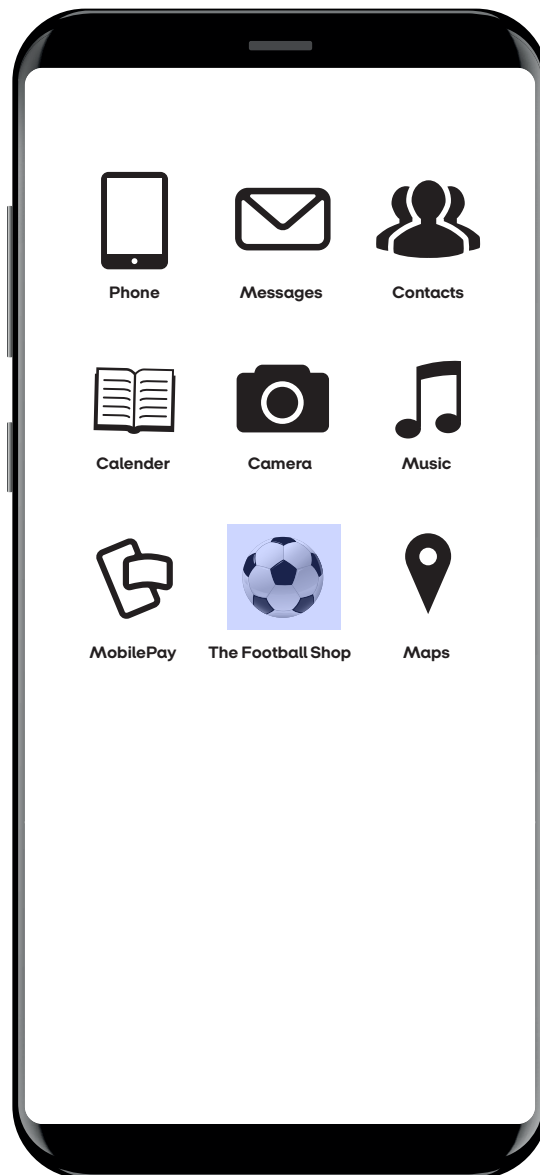 Phone
Messages
Contacts
Calender
Camera
Music
MobilePay
The Football Shop
Maps